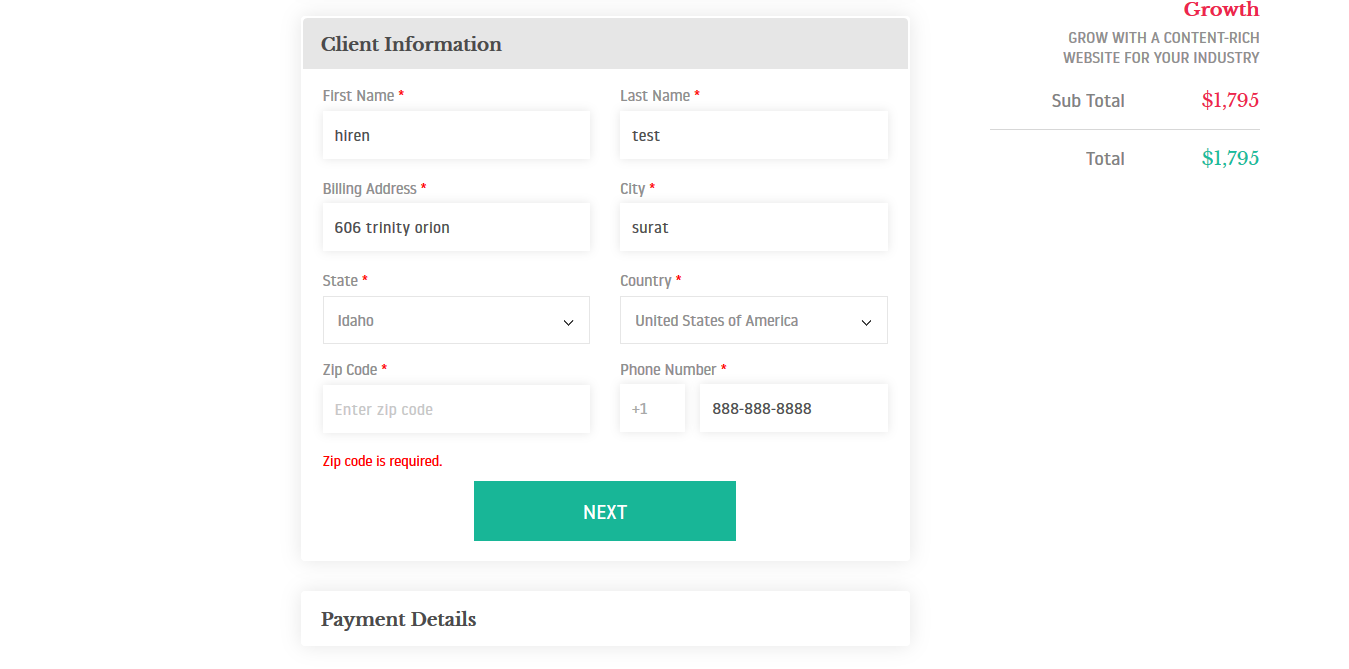 Client Information
First Name *
Last Name *
hiren
test
Billing Address *
City *
606 trinity orion
surat
State *
Country *
Idaho
United States of America
Zip Code *
Phone Number *
Enter zip code
+1
888-888-8888
Zip code is required.
NEXT
Payment Details
Growth
GROW WITH A CONTENT-RICH
WEBSITE FOR YOUR INDUSTRY
Sub Total
$1,795
Total
$1,795